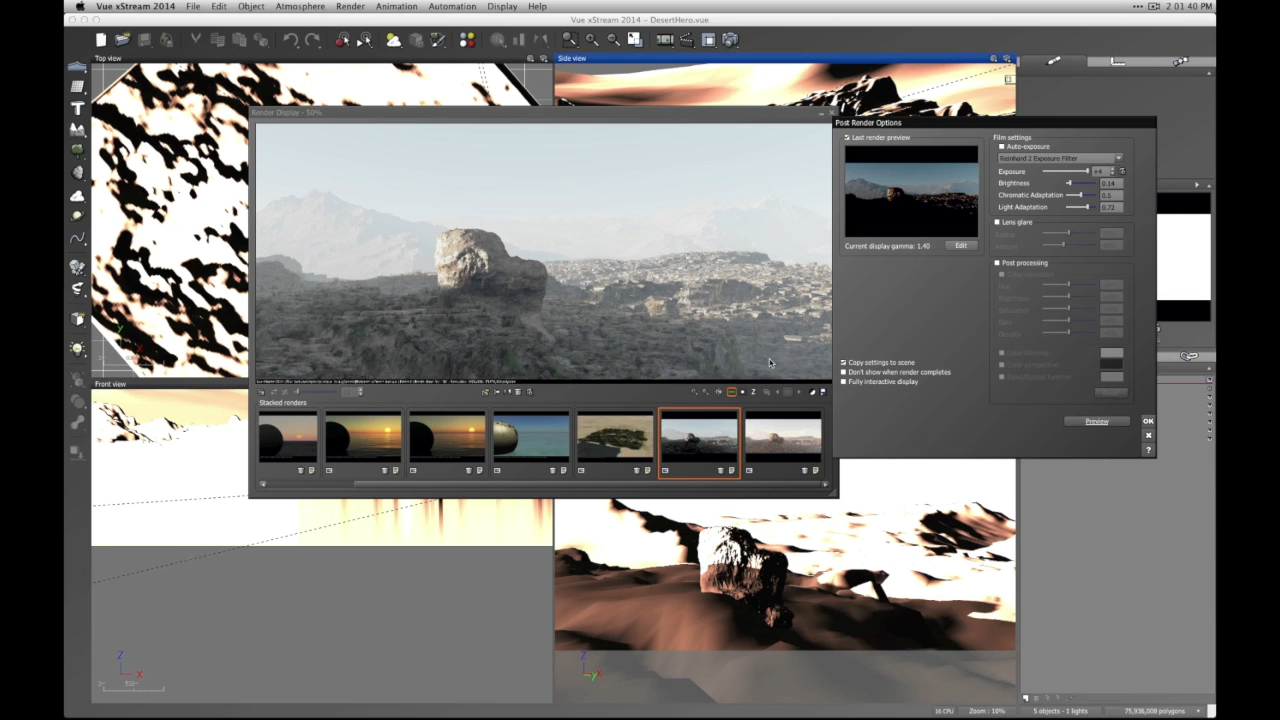 Vue xStream 2014 File Edit Object Atmosphere Render Animation Automation Display Help 2 01:40 PM
Vue xStream 2014 - DesertHero.vue
Top view
Side view
Render Display - 50%
Post Render Options
Last render preview
Film settings
Auto-exposure
Reinhard 2 Exposure Filter
Exposure
Brightness 0.14
Chromatic Adaptation 0.5
Light Adaptation 0.72
Lens glare
Current display gamma: 1.40 Edit
Post processing
Copy settings to scene
Don't show when render completes
Fully interactive display
Front view
Stacked renders
Preview
OK
?
Z
X
Y
16 CPU Zoom : 10% 5 objects - 1 lights 75,936,008 polygons